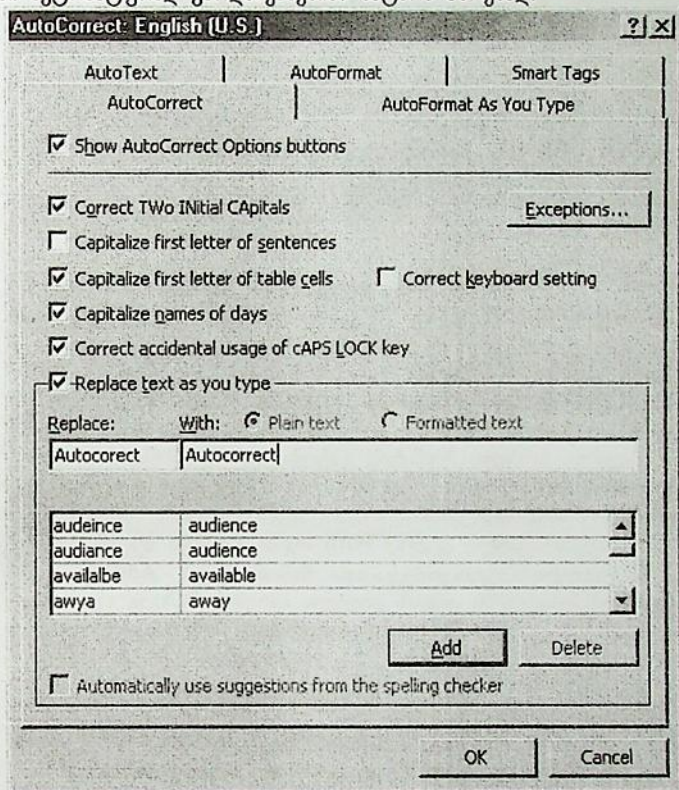 AutoCorrect: English (U.S.)
AutoText AutoFormat Smart Tags
AutoCorrect AutoFormat As You Type
Show AutoCorrect Options buttons
Correct TWo INitial CApitals Exceptions...
Capitalize first letter of sentences
Capitalize first letter of table cells Correct keyboard setting
Capitalize names of days
Correct accidental usage of cAPS LOCK key
Replace text as you type
Replace: With: Plain text Formatted text
Autocorect Autocorrect
audeince audience
audiance audience
availalbe available
awya away
Add Delete
Automatically use suggestions from the spelling checker
OK Cancel